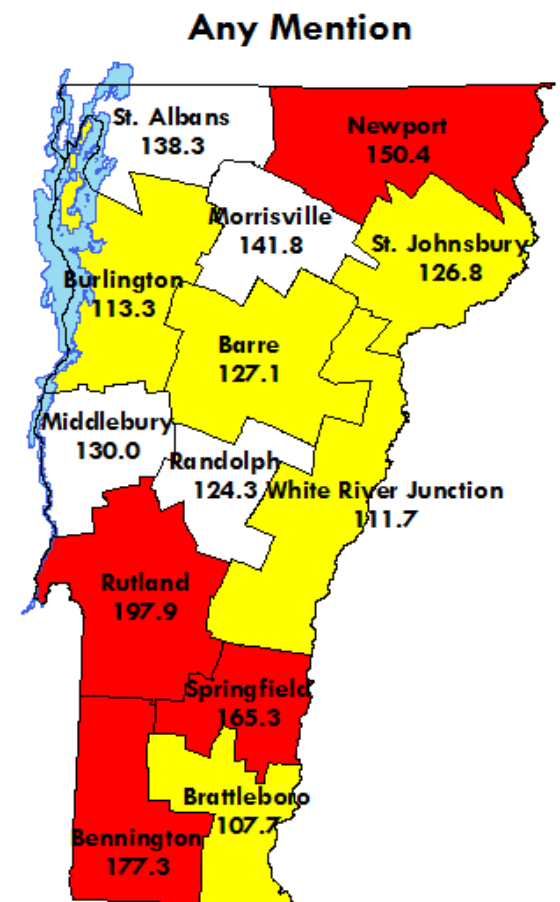 Any Mention
St. Albans
138.3
Newport
150.4
Morrisville
141.8
St. Johnsbury
126.8
Burlington
113.3
Barre
127.1
Middlebury
130.0
Randolph
124.3
White River Junction
111.7
Rutland
197.9
Springfield
165.3
Brattleboro
107.7
Bennington
177.3